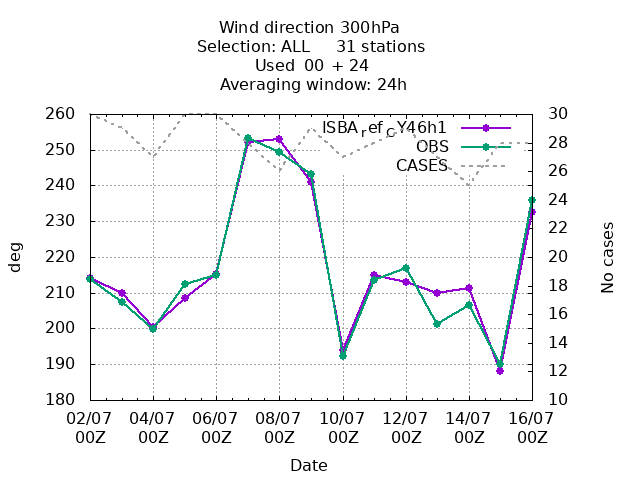 Wind direction 300hPa
Selection: ALL 31 stations
Used 00 + 24
Averaging window: 24h
ISBA_ref_CY46h1
OBS
CASES
deg
260
250
240
230
220
210
200
190
180
30
28
26
24
22
20
18
16
14
12
10
No cases
02/07 04/07 06/07 08/07 10/07 12/07 14/07 16/07
00Z 00Z 00Z 00Z 00Z 00Z 00Z 00Z
Date